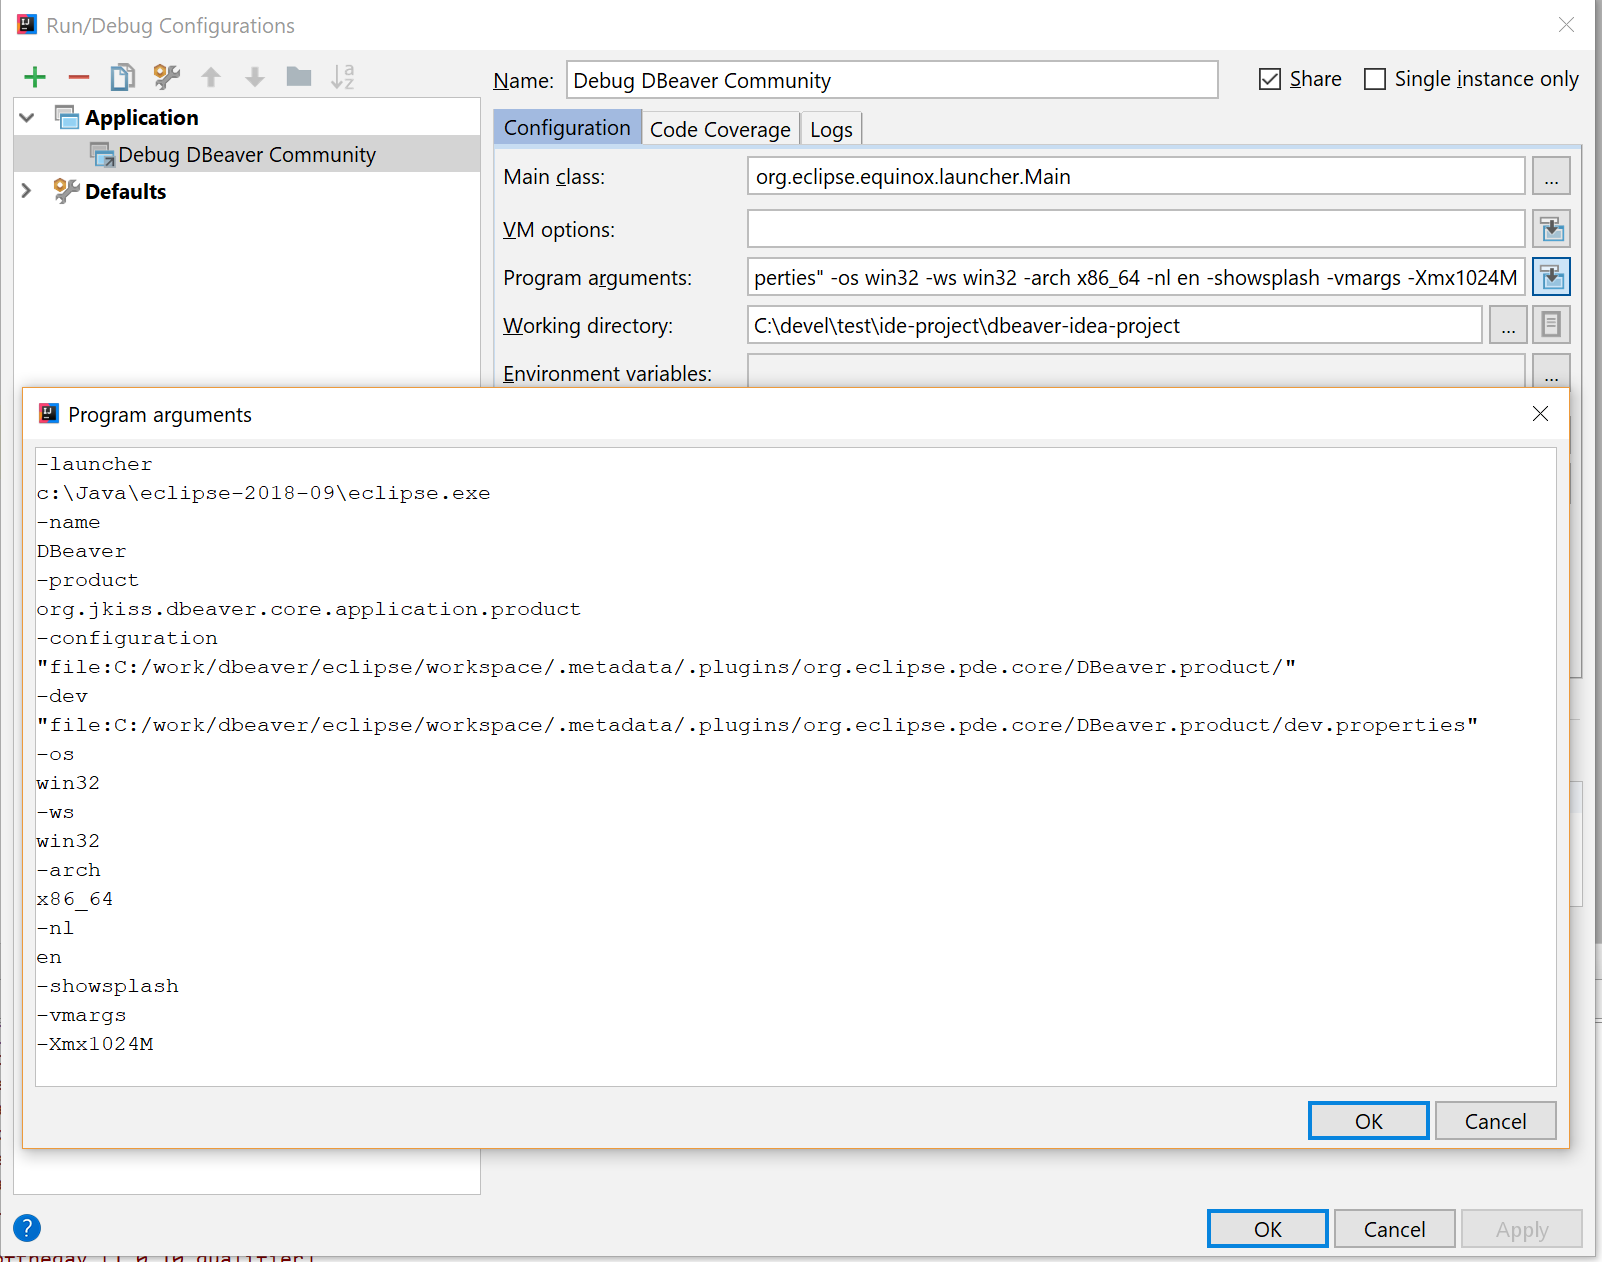 Run/Debug Configurations
Name: Debug DBeaver Community
Share
Single instance only
Application
Debug DBeaver Community
Defaults
Configuration
Code Coverage
Logs
Main class: org.eclipse.equinox.launcher.Main ...
VM options:
Program arguments: perties" -os win32 -ws win32 -arch x86_64 -nl en -showsplash -vmargs -Xmx1024M
Working directory: C:\devel\test\ide-project\dbeaver-idea-project ...
Environment variables: ...
Program arguments
-launcher
c:\Java\eclipse-2018-09\eclipse.exe
-name
DBeaver
-product
org.jkiss.dbeaver.core.application.product
-configuration
"file:C:/work/dbeaver/eclipse/workspace/.metadata/.plugins/org.eclipse.pde.core/DBeaver.product/"
-dev
"file:C:/work/dbeaver/eclipse/workspace/.metadata/.plugins/org.eclipse.pde.core/DBeaver.product/dev.properties"
-os
win32
-ws
win32
-arch
x86_64
-nl
en
-showsplash
-vmargs
-Xmx1024M
OK
Cancel
?
OK
Cancel
Apply